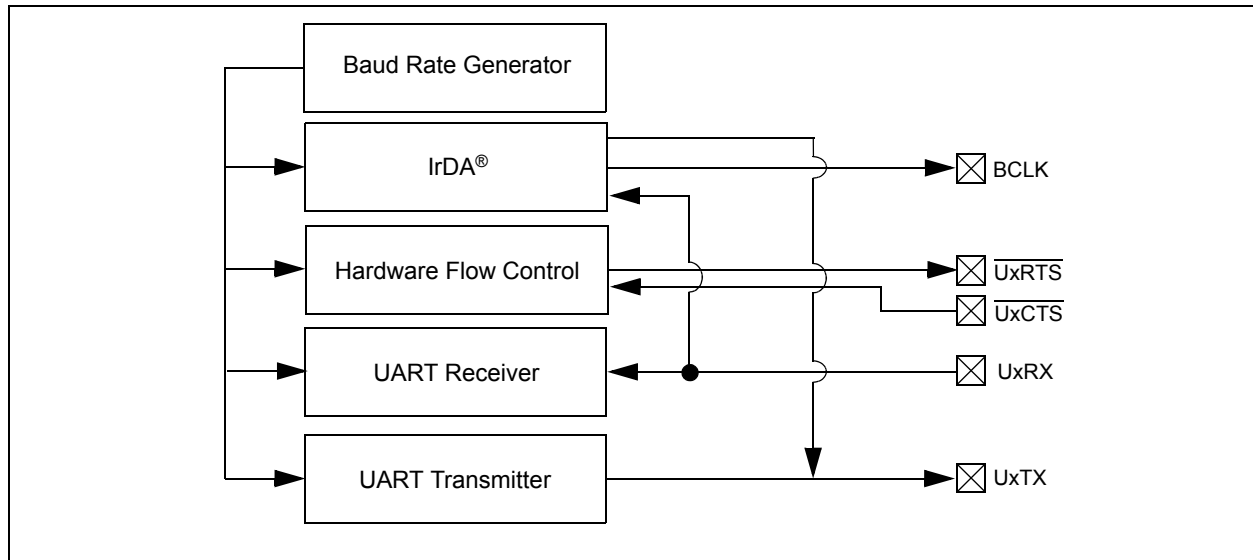 Baud Rate Generator
IrDA®
BCLK
Hardware Flow Control
UxRTS
UxCTS
UART Receiver
UxRX
UART Transmitter
UxTX